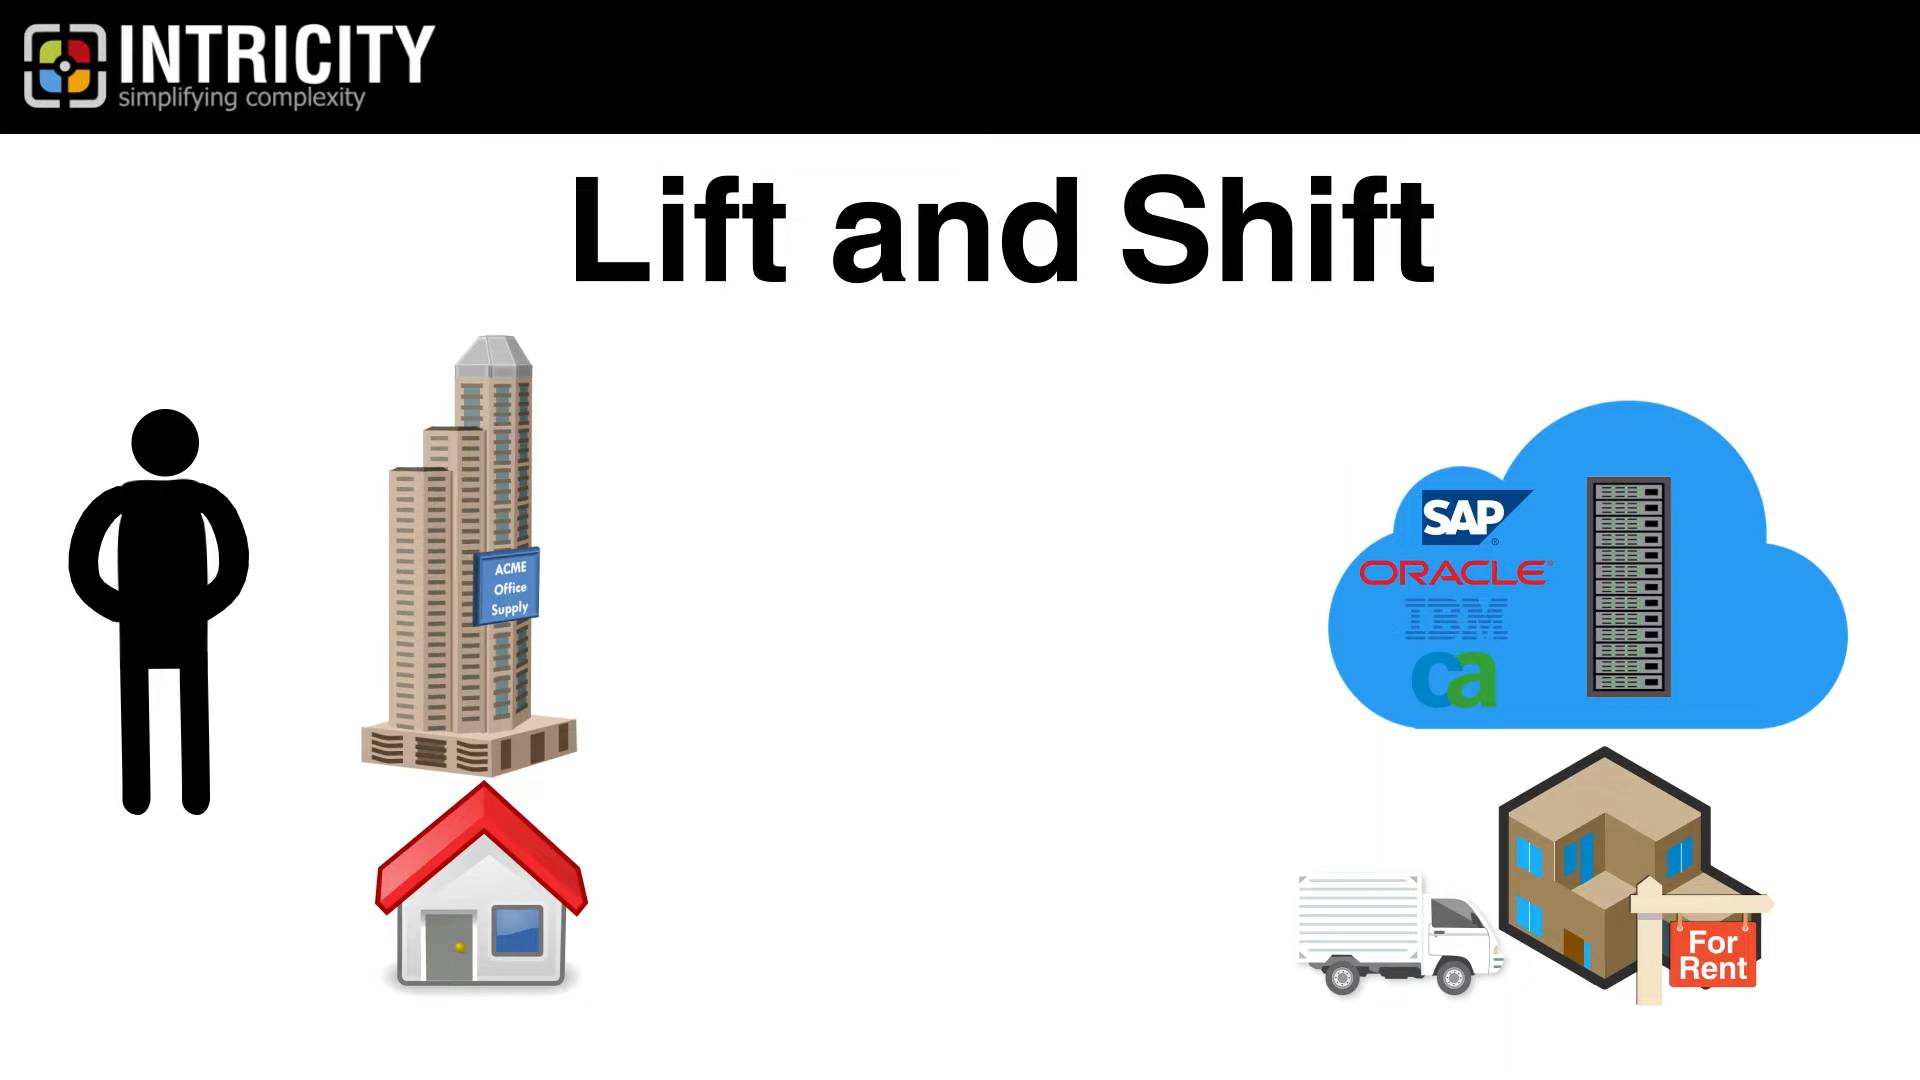 INTRICITY
simplifying complexity
Lift and Shift
ACME
Office
Supply
SAP®
ORACLE®
IBM
ca
For
Rent